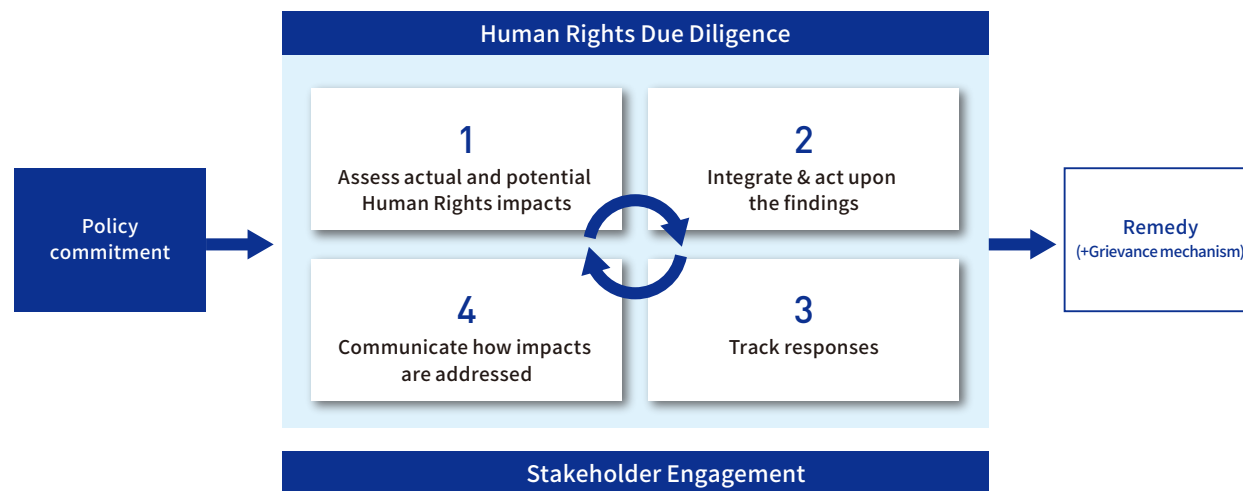 Human Rights Due Diligence
Policy
commitment
1
Assess actual and potential
Human Rights impacts
2
Integrate & act upon
the findings
4
Communicate how impacts
are addressed
3
Track responses
Remedy
(+Grievance mechanism)
Stakeholder Engagement